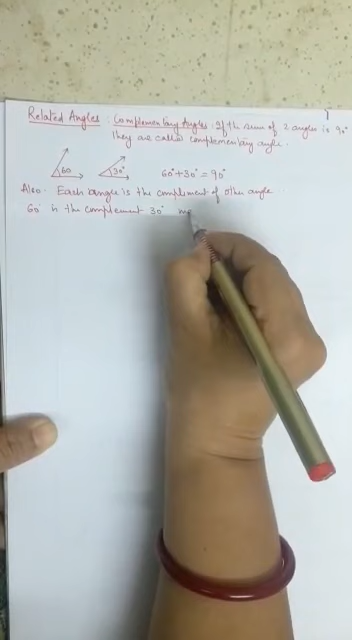 Related Angles : Complementary Angles : If the sum of 2 angles is 90°
they are called complementary angle.
60° 30° 60°+30° = 90°
Also. Each angle is the compliment of other angle
60° is the complement 30°